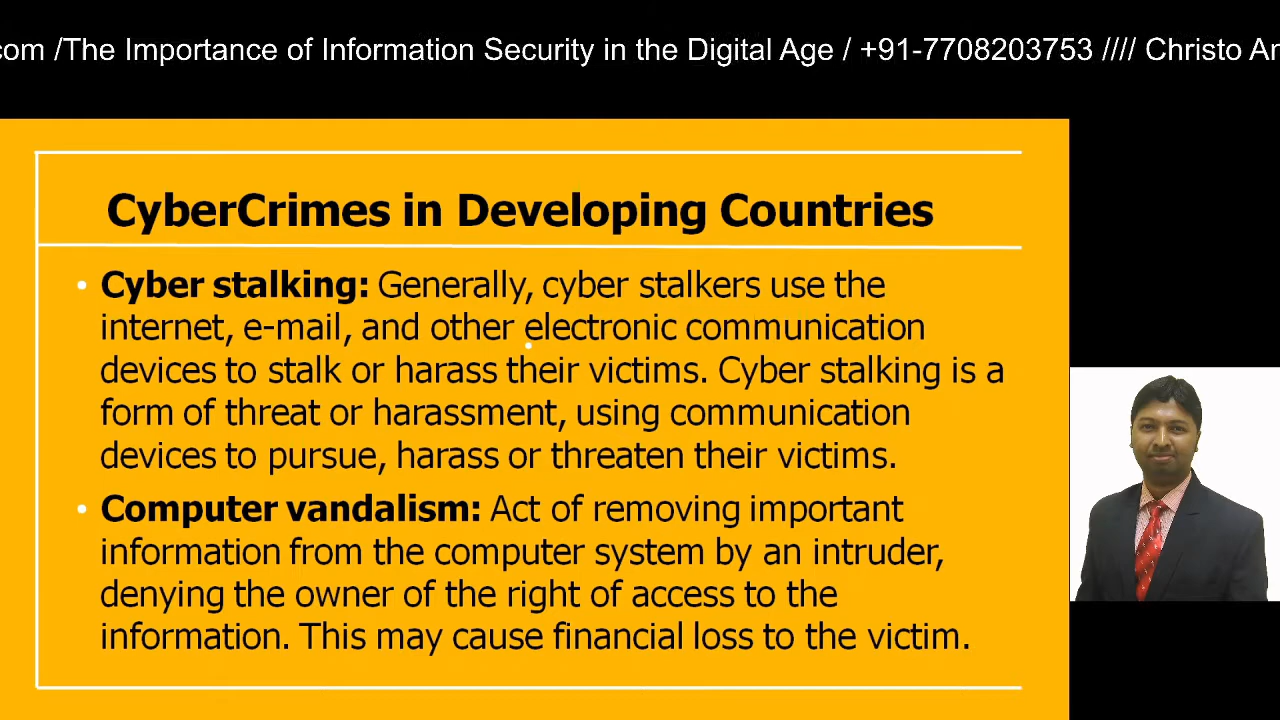 com /The Importance of Information Security in the Digital Age / +91-7708203753 //// Christo
CyberCrimes in Developing Countries
• Cyber stalking: Generally, cyber stalkers use the
internet, e-mail, and other electronic communication
devices to stalk or harass their victims. Cyber stalking is a
form of threat or harassment, using communication
devices to pursue, harass or threaten their victims.
• Computer vandalism: Act of removing important
information from the computer system by an intruder,
denying the owner of the right of access to the
information. This may cause financial loss to the victim.